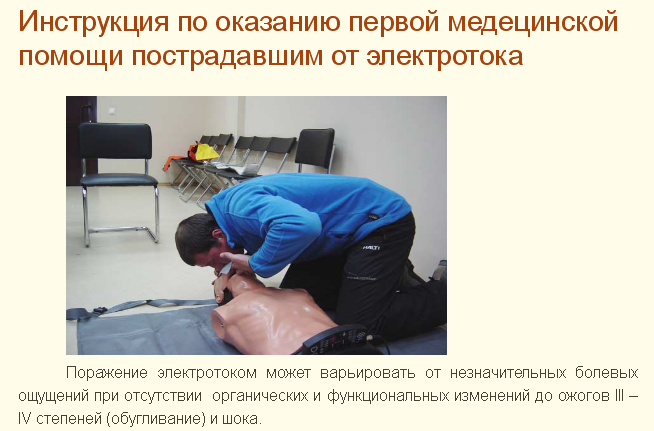 Инструкция по оказанию первой медецинской
помощи пострадавшим от электротока
HALTI
Поражение электротоком может варьировать от незначительных болевых
ощущений при отсутствии органических и функциональных изменений до ожогов III –
IV степеней (обугливание) и шока.